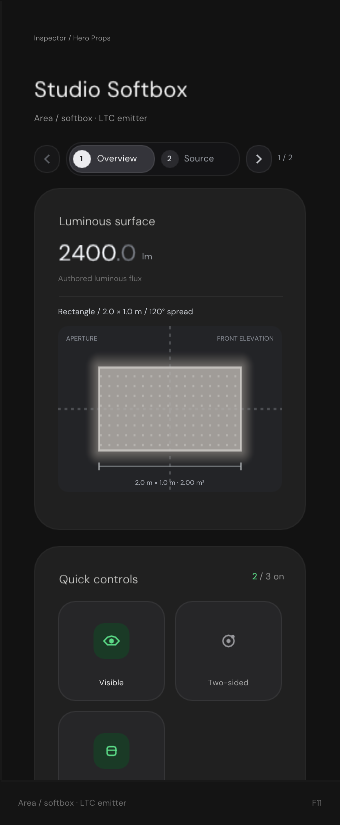 Inspector / Hero Props
Studio Softbox
Area / softbox · LTC emitter
1 Overview 2 Source 1 / 2
Luminous surface
2400.0 lm
Authored luminous flux
Rectangle / 2.0 × 1.0 m / 120° spread
APERTURE FRONT ELEVATION
2.0 m × 1.0 m · 2.00 m²
Quick controls 2 / 3 on
Visible Two-sided
Area / softbox · LTC emitter F11